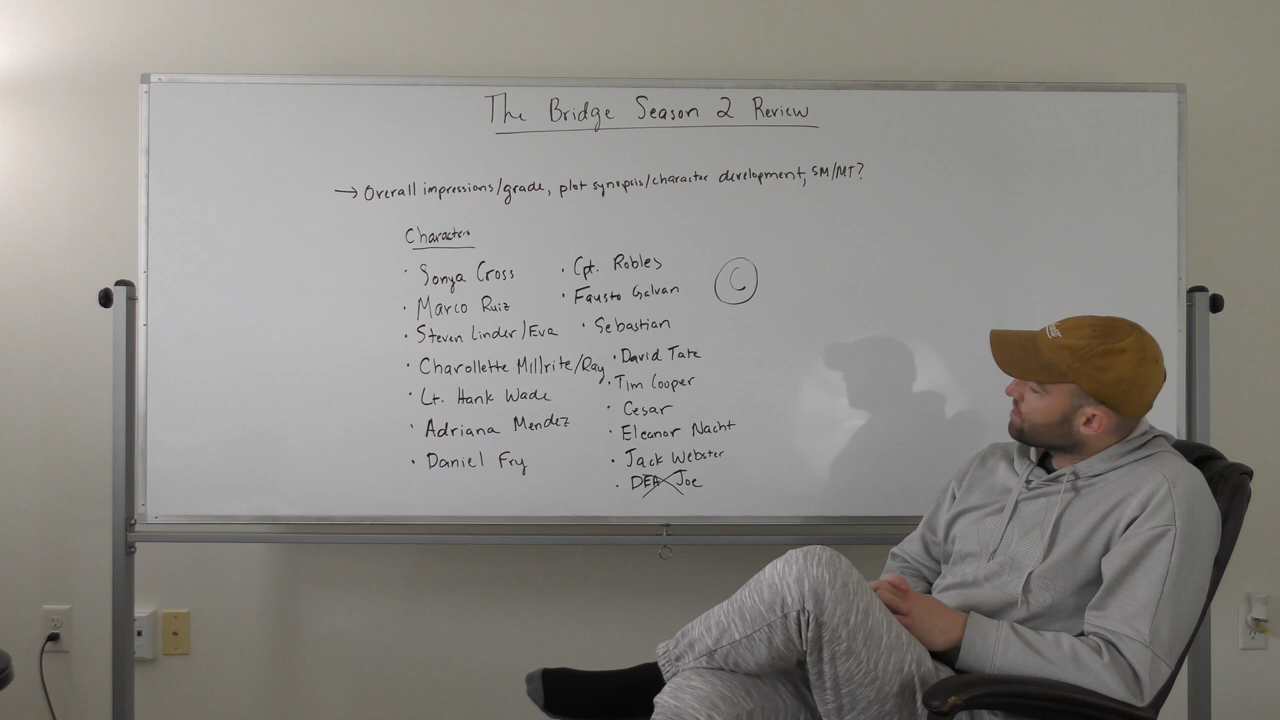 The Bridge Season 2 Review
→ Overall impressions/grade, plot synopsis/character development, SM/MT?
Characters
· Sonya Cross
· Marco Ruiz
· Steven Linder/Eva
· Charollette Millrite/Ray
· Lt. Hank Wade
· Adriana Mendez
· Daniel Fry
· Cpt. Robles
· Fausto Galvan
· Sebastian
· David Tate
· Tim Cooper
· Cesar
· Eleanor Nacht
· Jack Webster
· DEA Joe
C